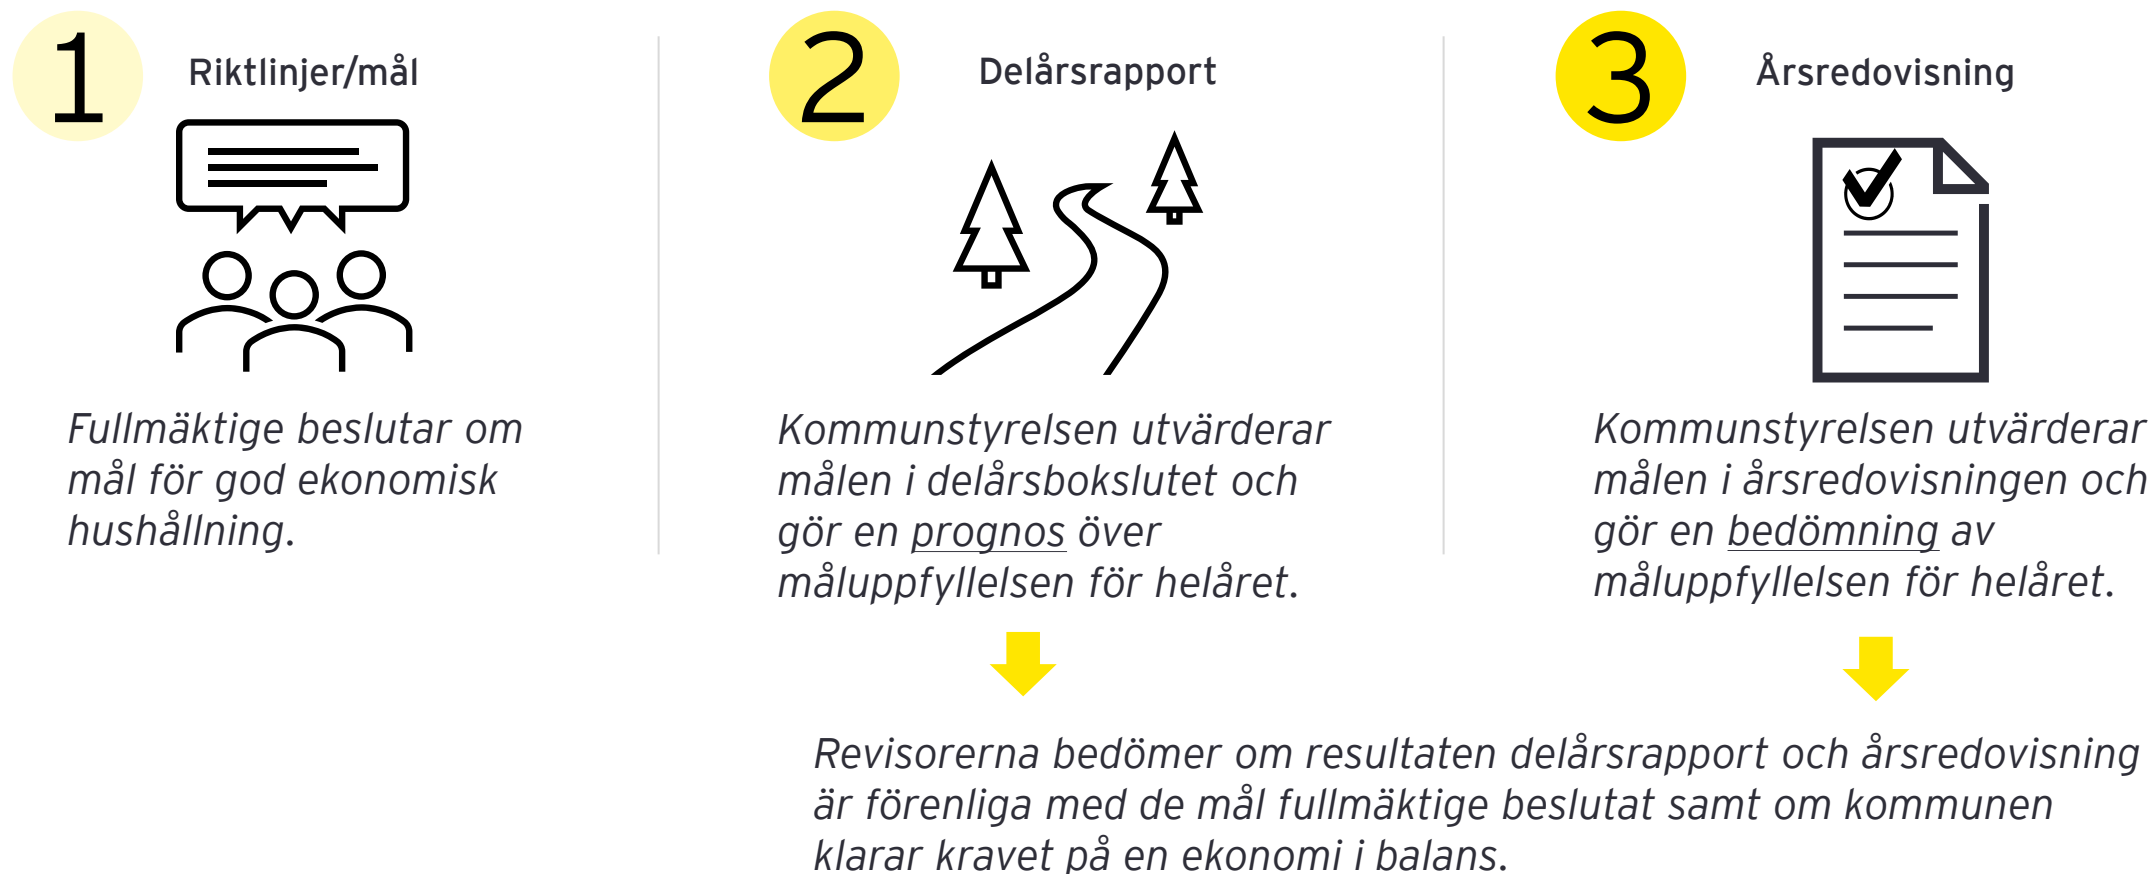 1
Riktlinjer/mål
Fullmäktige beslutar om
mål för god ekonomisk
hushållning.
2
Delårsrapport
Kommunstyrelsen utvärderar
målen i delårsbokslutet och
gör en prognos över
måluppfyllelsen för helåret.
3
Årsredovisning
Kommunstyrelsen utvärderar
målen i årsredovisningen och
gör en bedömning av
måluppfyllelsen för helåret.
Revisorerna bedömer om resultaten delårsrapport och årsredovisning
är förenliga med de mål fullmäktige beslutat samt om kommunen
klarar kravet på en ekonomi i balans.